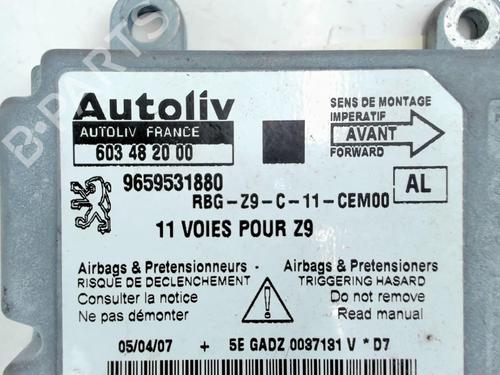 Autoliv
AUTOLIV FRANCE
603 48 20 00
SENS DE MONTAGE
IMPERATIF
AVANT
FORWARD
9659531880
RBG-Z9-C-11-CEM00
AL
11 VOIES POUR Z9
Airbags & Pretensionneurs
RISQUE DE DECLENCHEMENT
Consulter la notice
Ne pas démonter
Airbags & Pretensioners
TRIGGERING HASARD
Do not remove
Read manual
05/04/07 + 5E GADZ 0037131 V * D7
B-PARTS